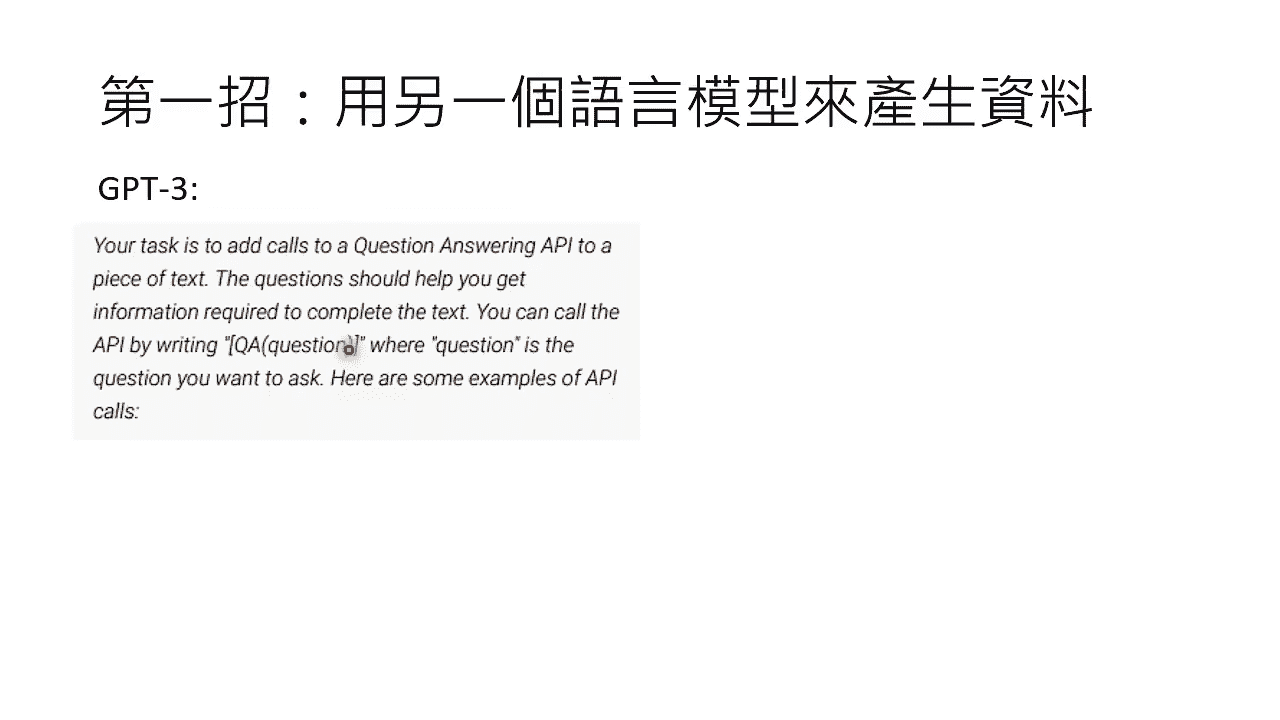 第一招：用另一個語言模型來產生資料
GPT-3:
Your task is to add calls to a Question Answering API to a
piece of text. The questions should help you get
information required to complete the text. You can call the
API by writing "[QA(question)]" where "question" is the
question you want to ask. Here are some examples of API
calls: